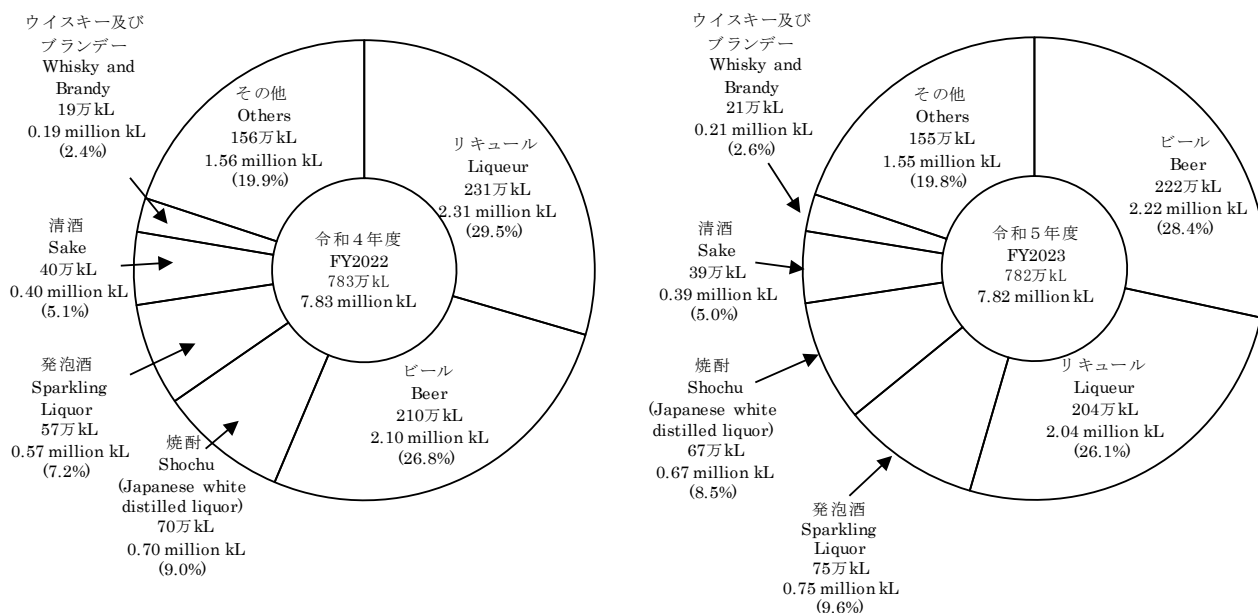 ウイスキー及び
ブランデー
Whisky and
Brandy
19万kL
0.19 million kL
(2.4%)
その他
Others
156万kL
1.56 million kL
(19.9%)
リキュール
Liqueur
231万kL
2.31 million kL
(29.5%)
清酒
Sake
40万kL
0.40 million kL
(5.1%)
令和４年度
FY2022
783万kL
7.83 million kL
発泡酒
Sparkling
Liquor
57万kL
0.57 million kL
(7.2%)
焼酎
Shochu
(Japanese white
distilled liquor)
70万kL
0.70 million kL
(9.0%)
ビール
Beer
210万kL
2.10 million kL
(26.8%)
ウイスキー及び
ブランデー
Whisky and
Brandy
21万kL
0.21 million kL
(2.6%)
その他
Others
155万kL
1.55 million kL
(19.8%)
ビール
Beer
222万kL
2.22 million kL
(28.4%)
清酒
Sake
39万kL
0.39 million kL
(5.0%)
令和５年度
FY2023
782万kL
7.82 million kL
焼酎
Shochu
(Japanese white
distilled liquor)
67万kL
0.67 million kL
(8.5%)
リキュール
Liqueur
204万kL
2.04 million kL
(26.1%)
発泡酒
Sparkling
Liquor
75万kL
0.75 million kL
(9.6%)